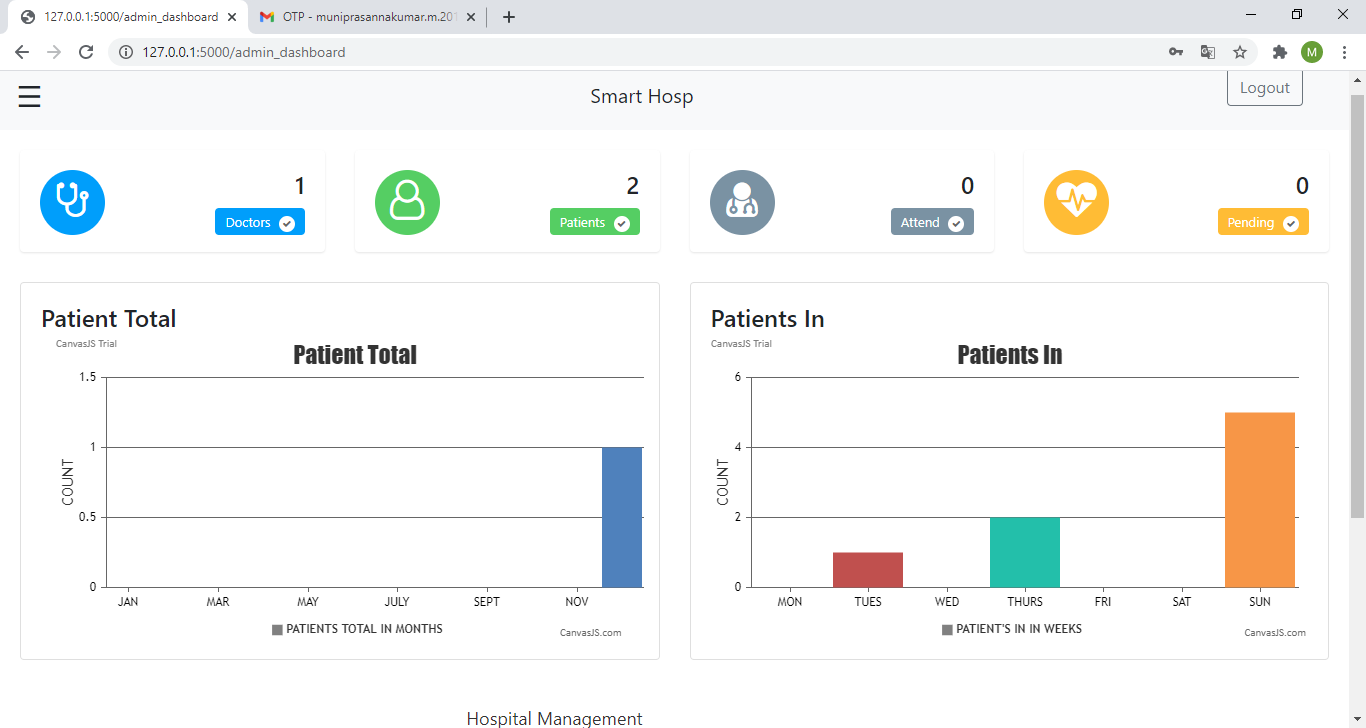 127.0.0.1:5000/admin_dashboard
OTP - muniprasannakumar.m.201
127.0.0.1:5000/admin_dashboard
M
Smart Hosp
Logout
1
Doctors
2
Patients
0
Attend
0
Pending
Patient Total
CanvasJS Trial
Patient Total
1.5
1
0.5
0
COUNT
JAN MAR MAY JULY SEPT NOV
PATIENTS TOTAL IN MONTHS
CanvasJS.com
Patients In
CanvasJS Trial
Patients In
6
4
2
0
COUNT
MON TUES WED THURS FRI SAT SUN
PATIENT'S IN IN WEEKS
CanvasJS.com
Hospital Management